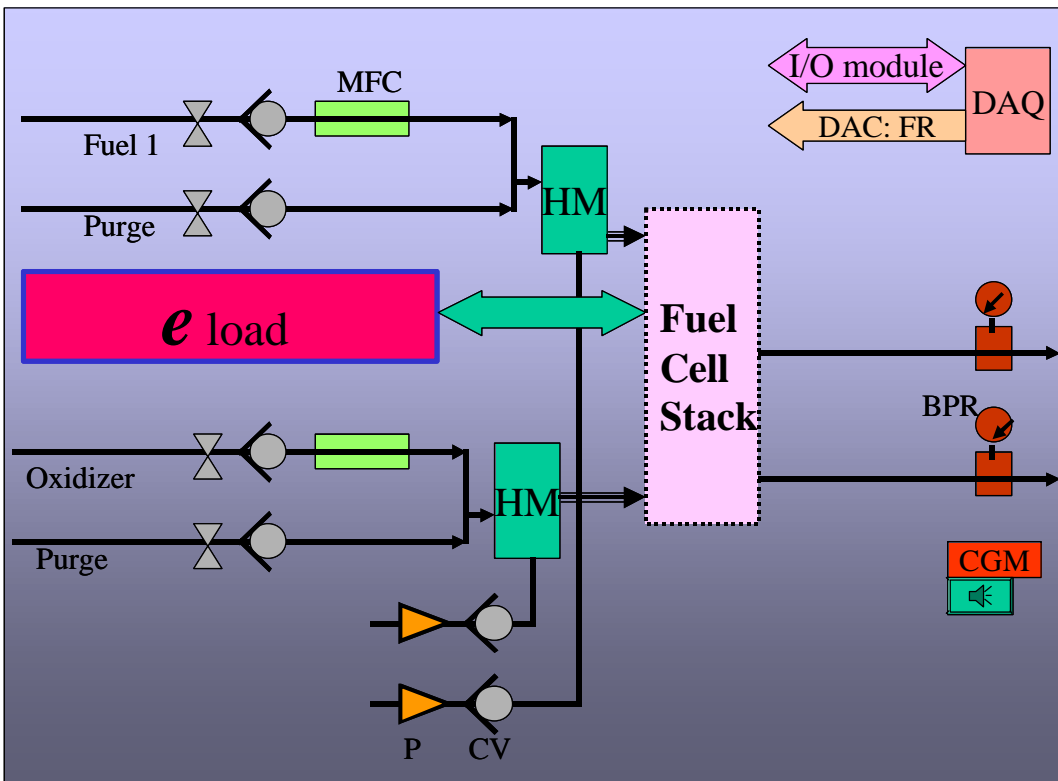 MFC
I/O module
DAQ
Fuel 1
DAC: FR
HM
Purge
e load
Fuel
Cell
Stack
BPR
Oxidizer
HM
Purge
CGM
P
CV